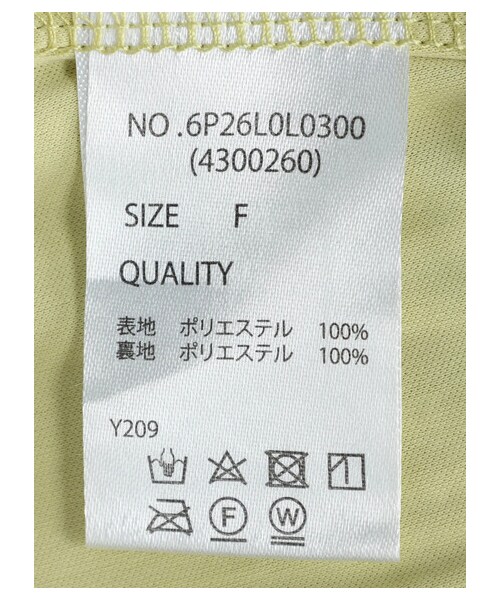 NO .6P26L0L0300
(4300260)
SIZE F
QUALITY
表地 ポリエステル 100%
裏地 ポリエステル 100%
Y209
F W